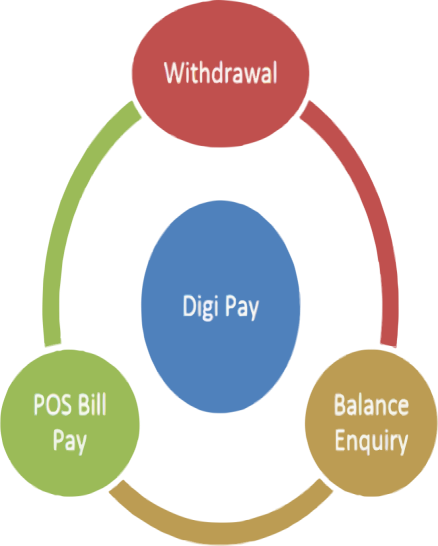 Withdrawal
Digi Pay
POS Bill
Pay
Balance
Enquiry